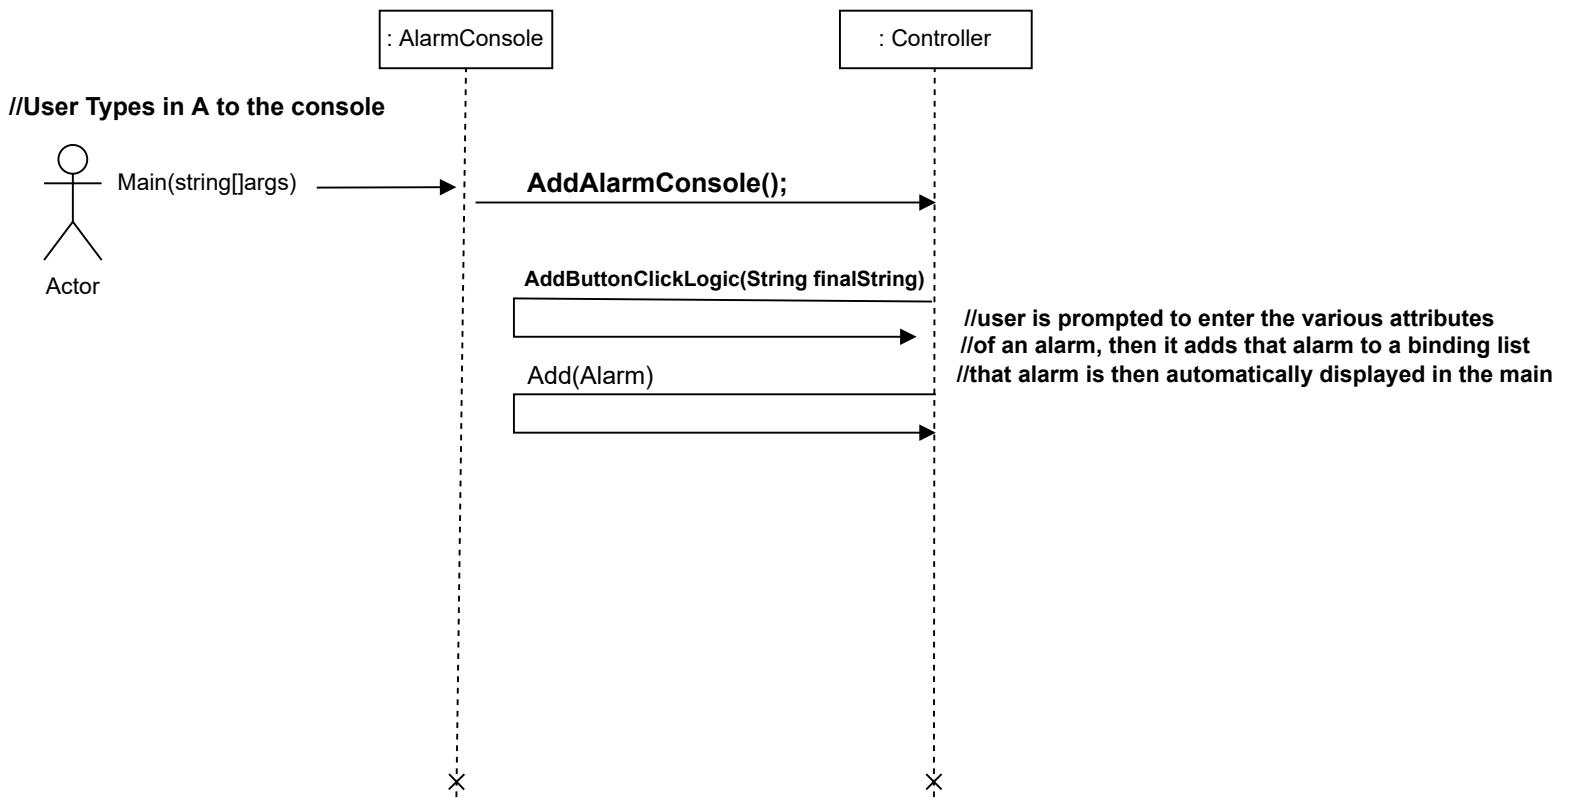 : AlarmConsole
: Controller
//User Types in A to the console
Main(string[]args)
AddAlarmConsole();
Actor
AddButtonClickLogic(String finalString)
//user is prompted to enter the various attributes
//of an alarm, then it adds that alarm to a binding list
//that alarm is then automatically displayed in the main
Add(Alarm)